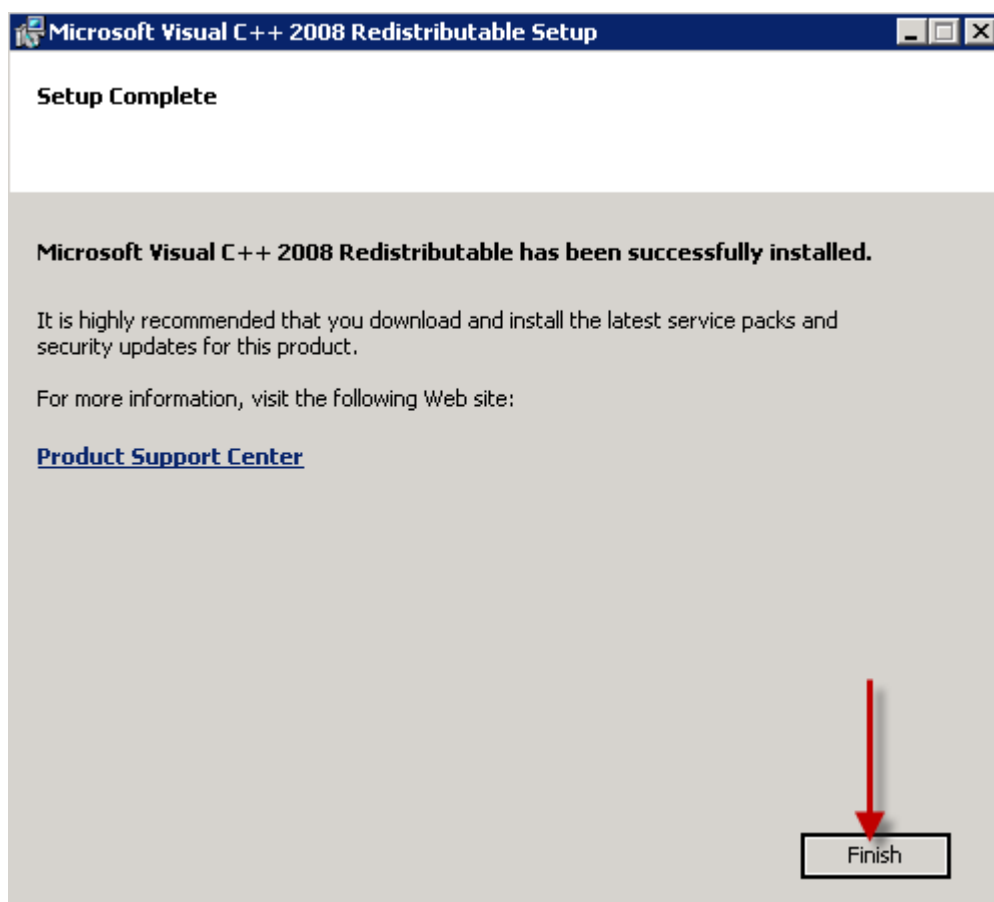 Microsoft Visual C++ 2008 Redistributable Setup
Setup Complete
Microsoft Visual C++ 2008 Redistributable has been successfully installed.
It is highly recommended that you download and install the latest service packs and
security updates for this product.
For more information, visit the following Web site:
Product Support Center
Finish